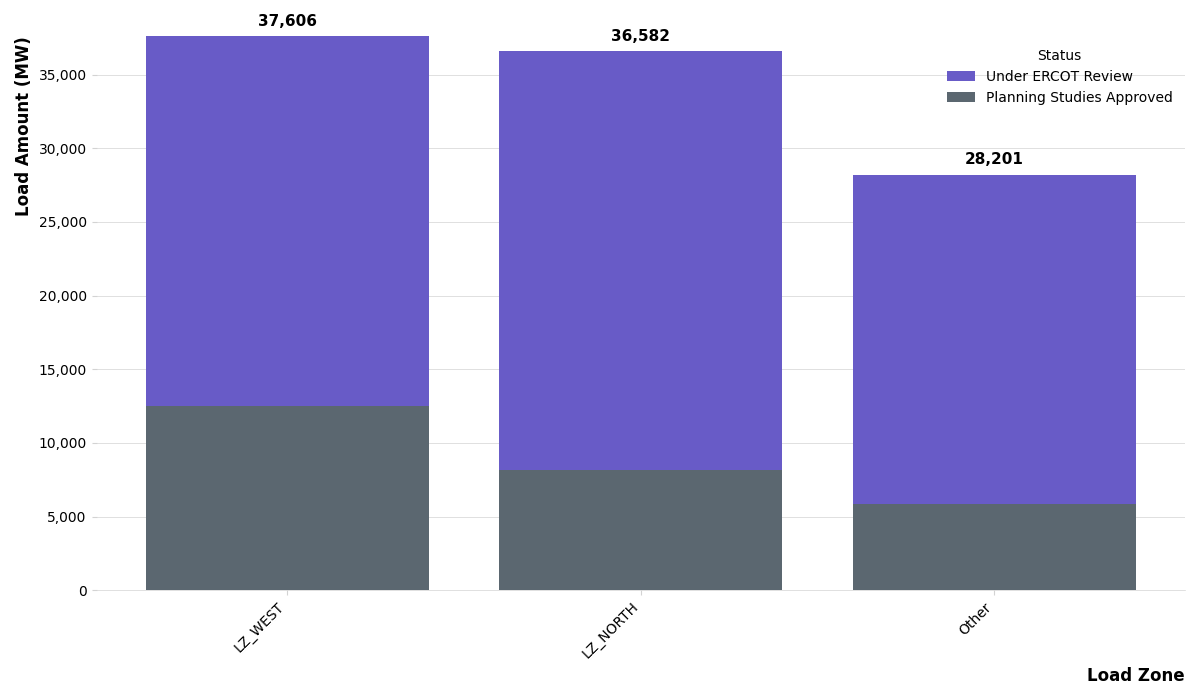 37,606
36,582
Status
Under ERCOT Review
Planning Studies Approved
28,201
Load Amount (MW)
35,000
30,000
25,000
20,000
15,000
10,000
5,000
0
LZ_WEST
LZ_NORTH
Other
Load Zone